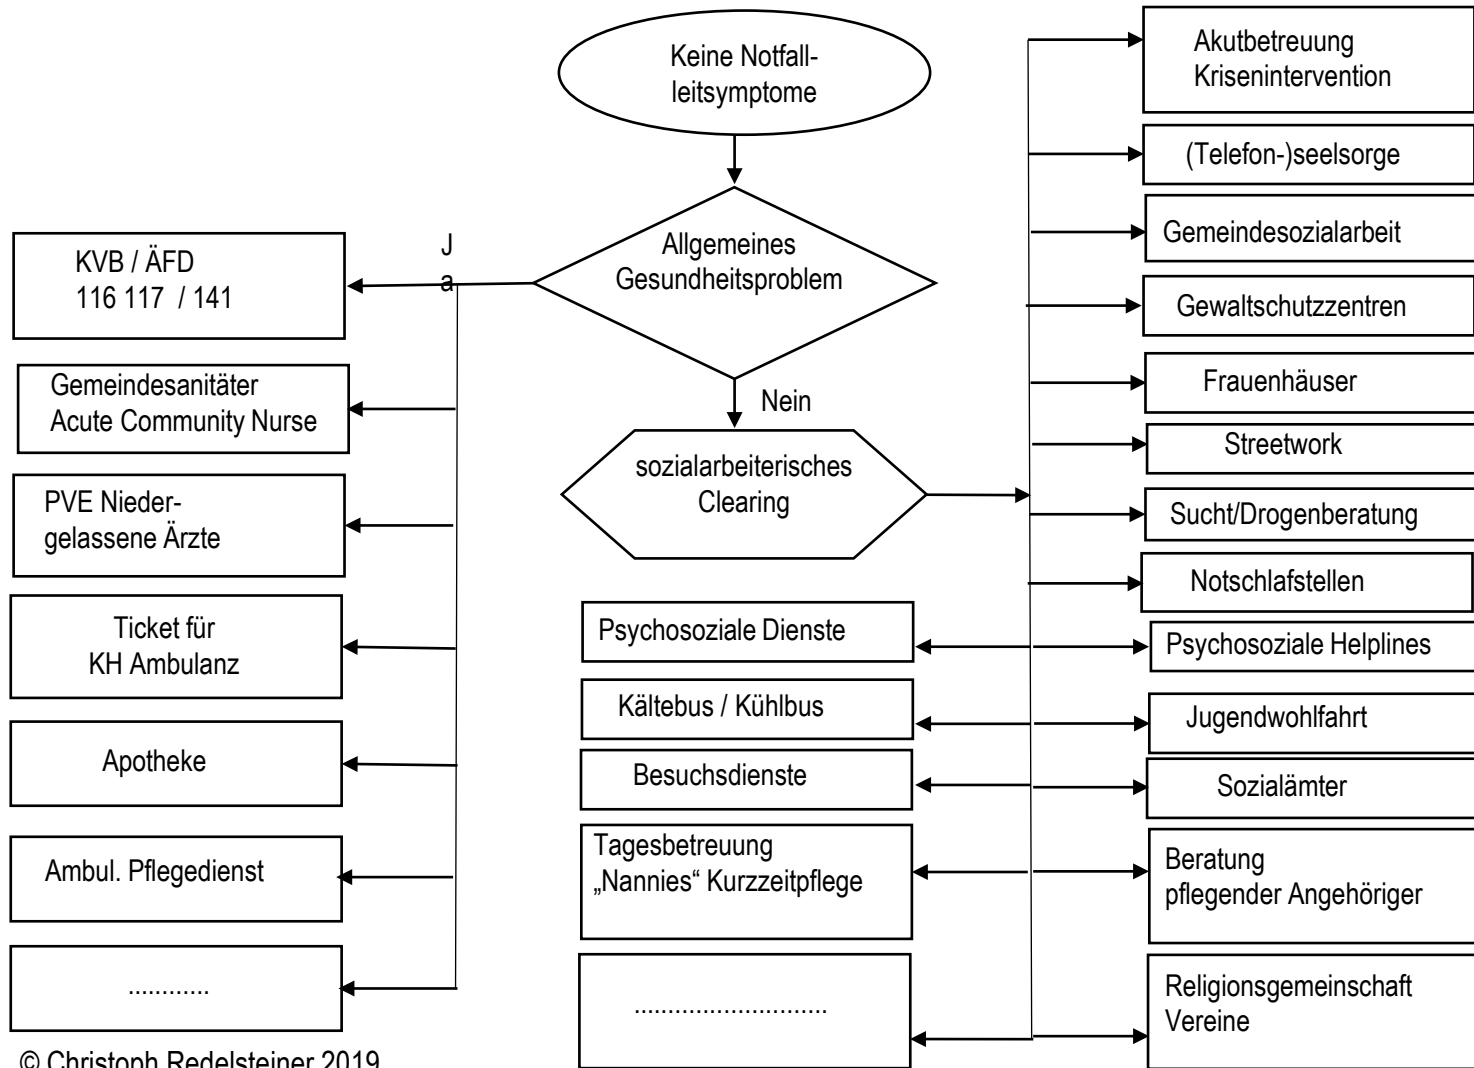 Keine Notfall-
leitsymptome
Allgemeines
Gesundheitsproblem
Ja
Nein
sozialarbeiterisches
Clearing
KVB / ÄFD
116 117 / 141
Gemeindesanitäter
Acute Community Nurse
PVE Nieder-
gelassene Ärzte
Ticket für
KH Ambulanz
Apotheke
Ambul. Pflegedienst
............
Psychosoziale Dienste
Kältebus / Kühlbus
Besuchsdienste
Tagesbetreuung
„Nannies“ Kurzzeitpflege
............................
Akutbetreuung
Krisenintervention
(Telefon-)seelsorge
Gemeindesozialarbeit
Gewaltschutzzentren
Frauenhäuser
Streetwork
Sucht/Drogenberatung
Notschlafstellen
Psychosoziale Helplines
Jugendwohlfahrt
Sozialämter
Beratung
pflegender Angehöriger
Religionsgemeinschaft
Vereine
© Christoph Redelsteiner 2019